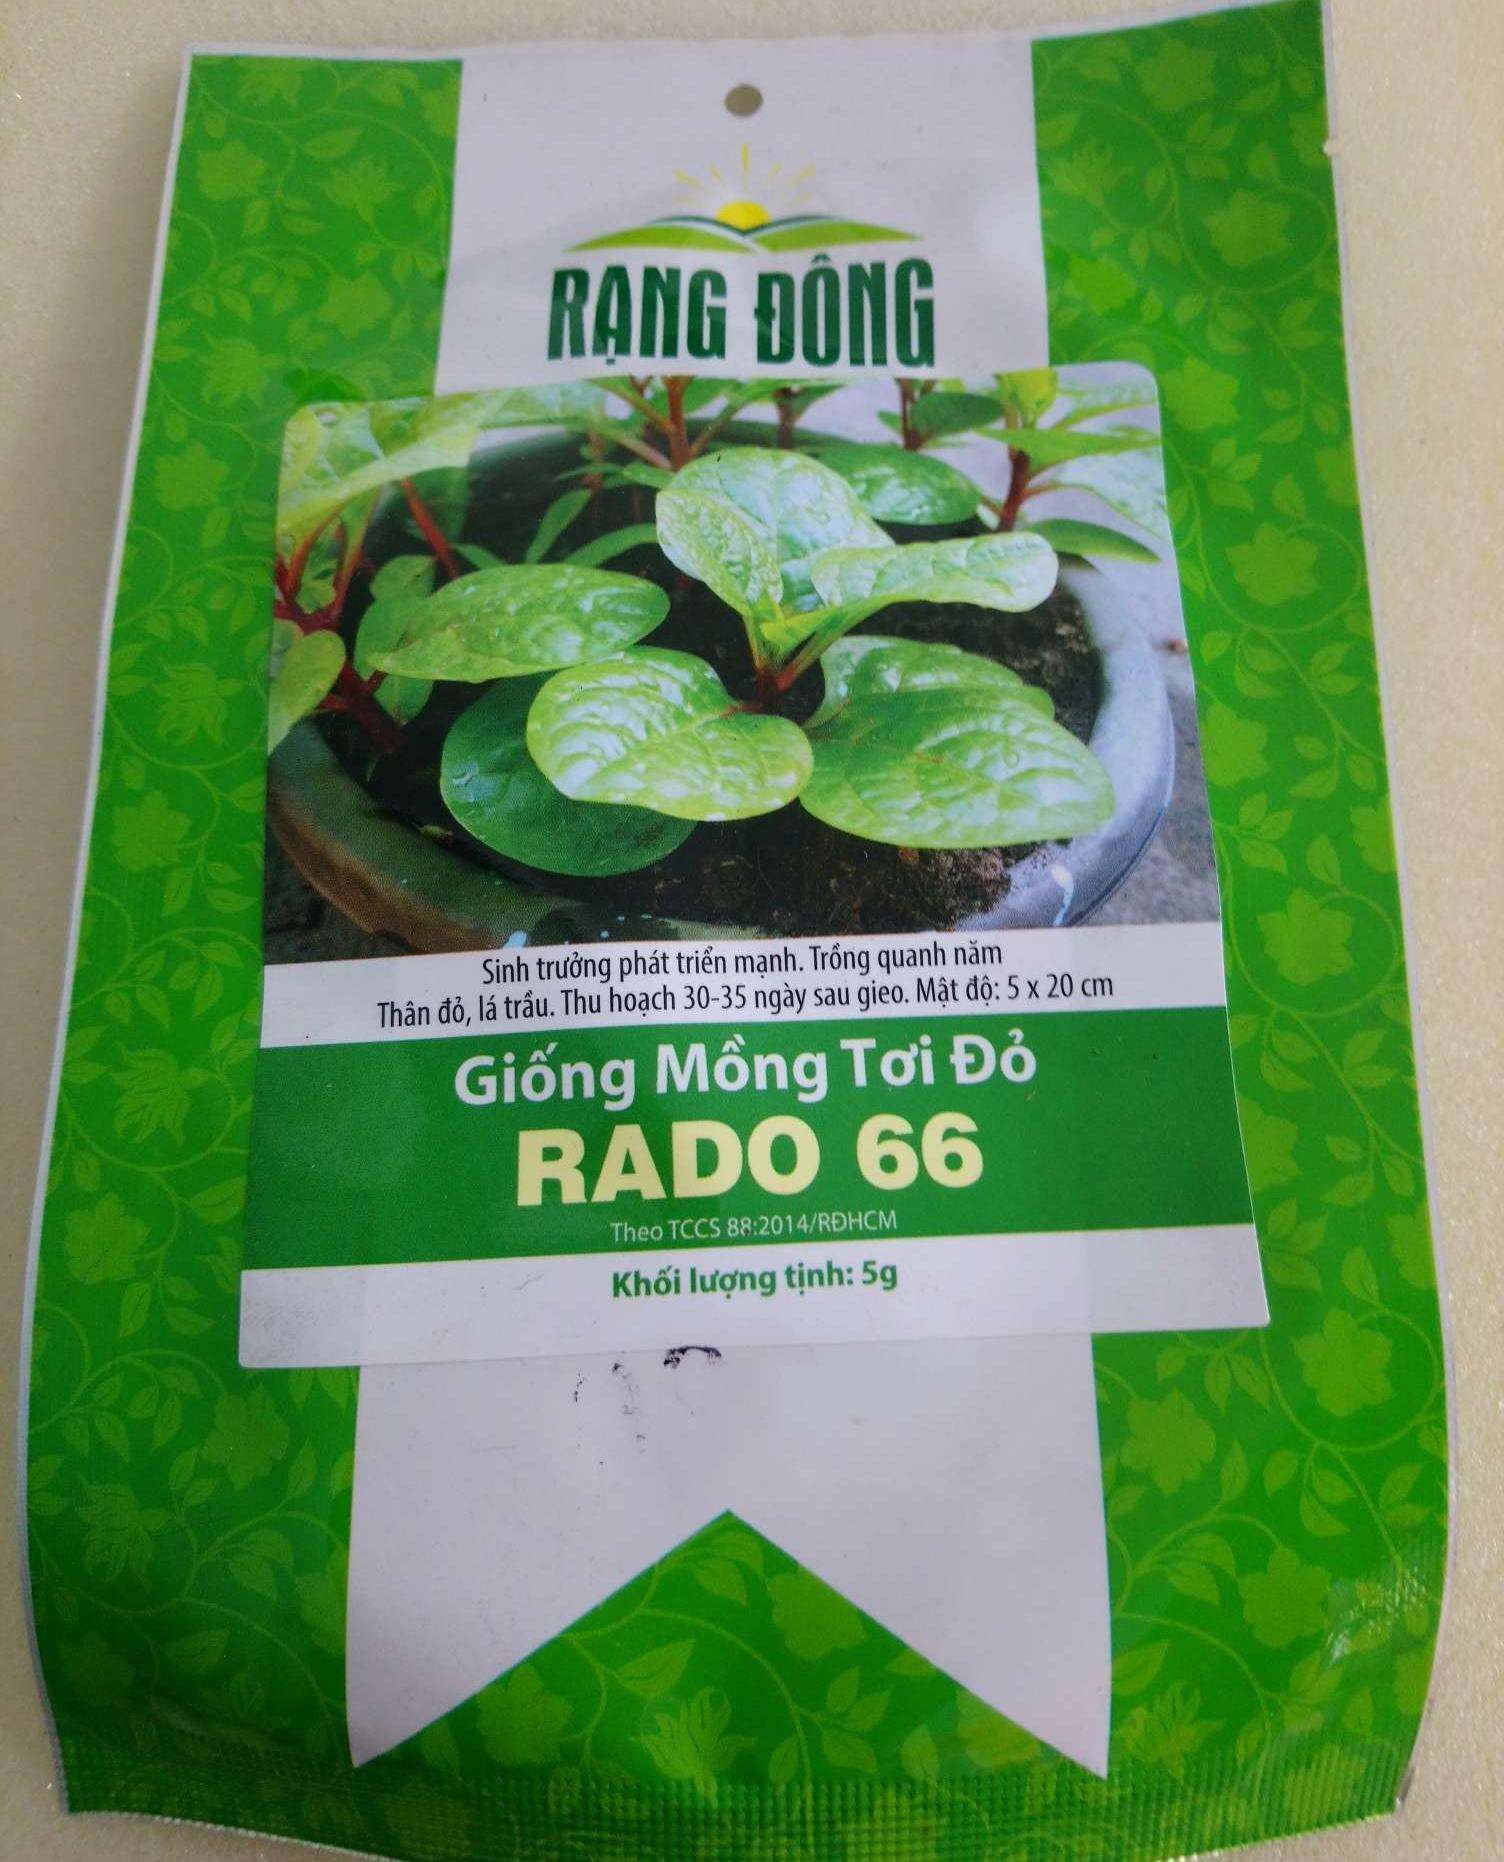 RẠNG ĐÔNG
Sinh trưởng phát triển mạnh. Trồng quanh năm
Thân đỏ, lá trầu. Thu hoạch 30-35 ngày sau gieo. Mật độ: 5 x 20 cm
Giống Mồng Tơi Đỏ
RADO 66
Theo TCCS 88:2014/RĐHCM
Khối lượng tịnh: 5g